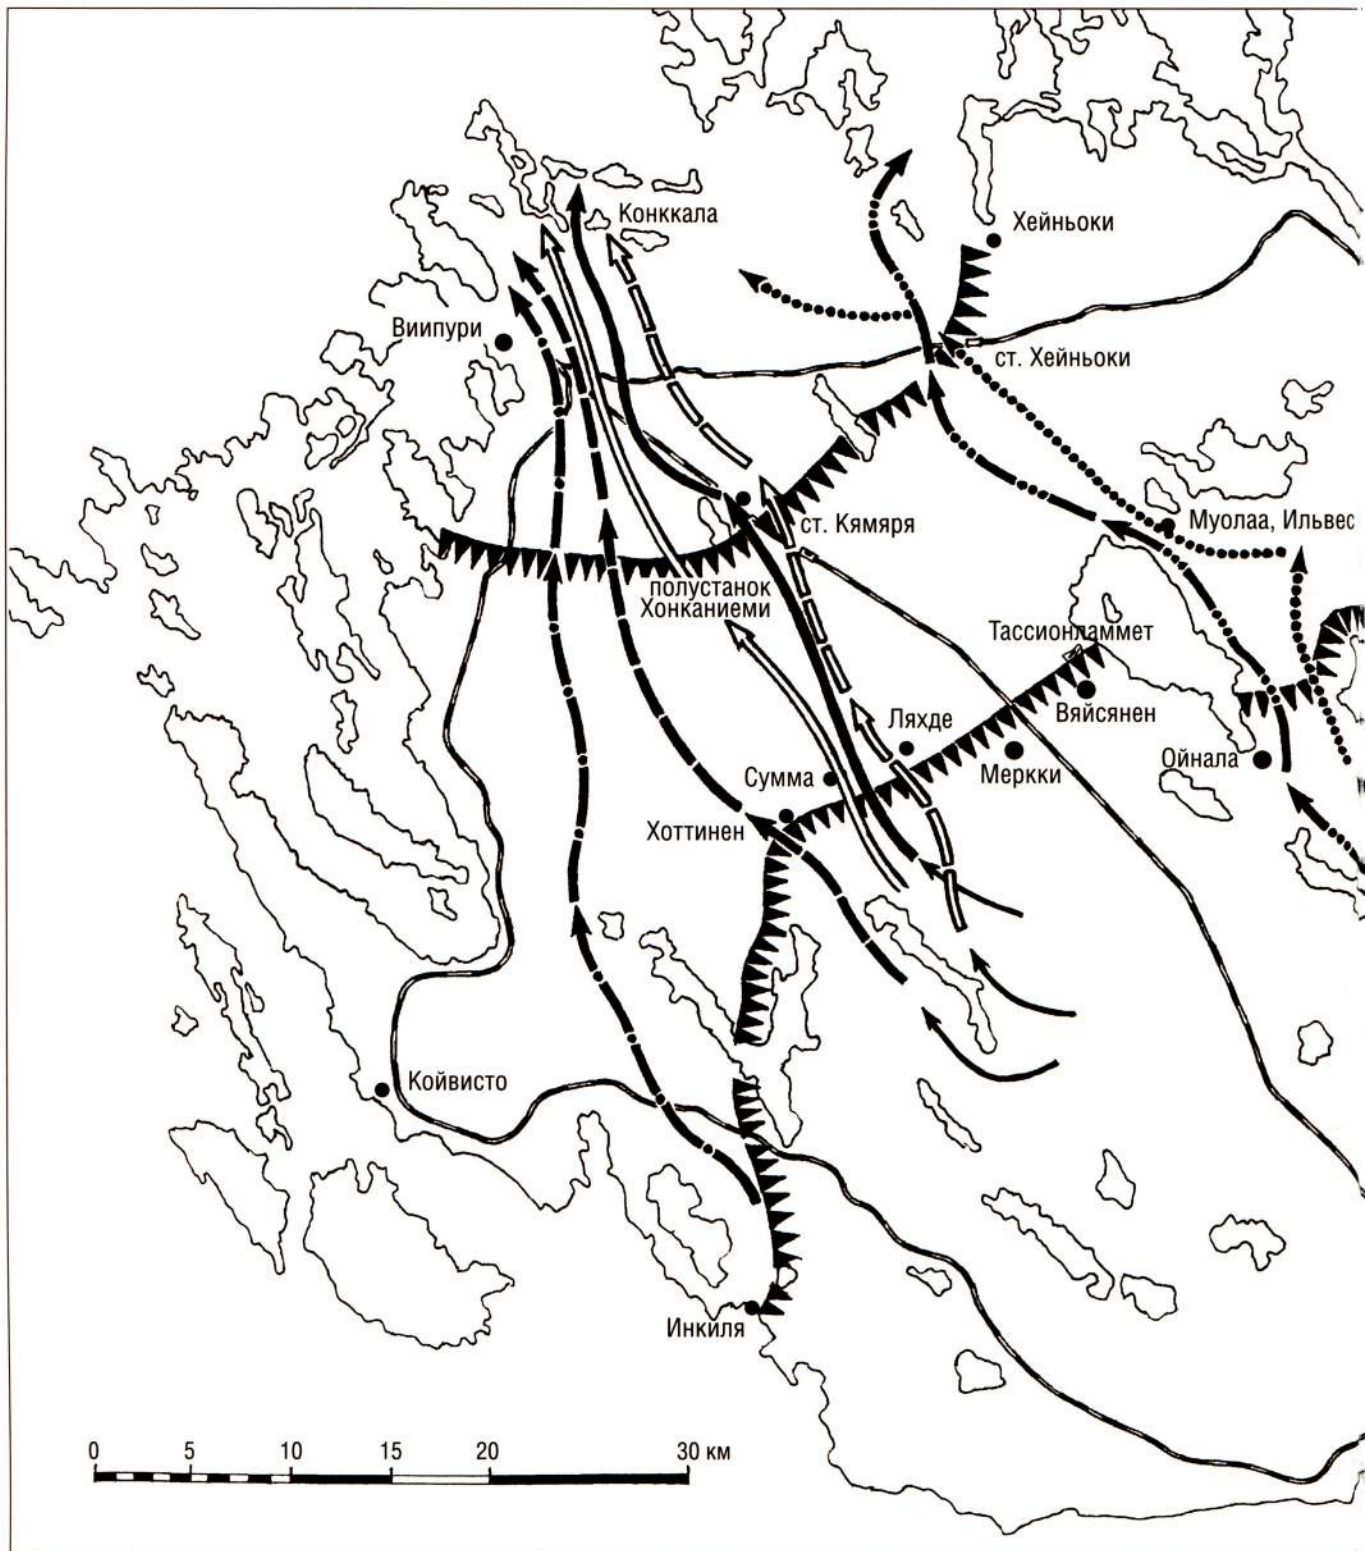 Конккала
Хейньоки
Виипури
ст. Хейньоки
ст. Кямяря
Муолаа, Ильвес
полустанок
Хонканиеми
Тассионламмет
Вяйсянен
Ляхде
Ойнала
Меркки
Сумма
Хоттинен
Койвисто
Инкиля
0 5 10 15 20 30 км